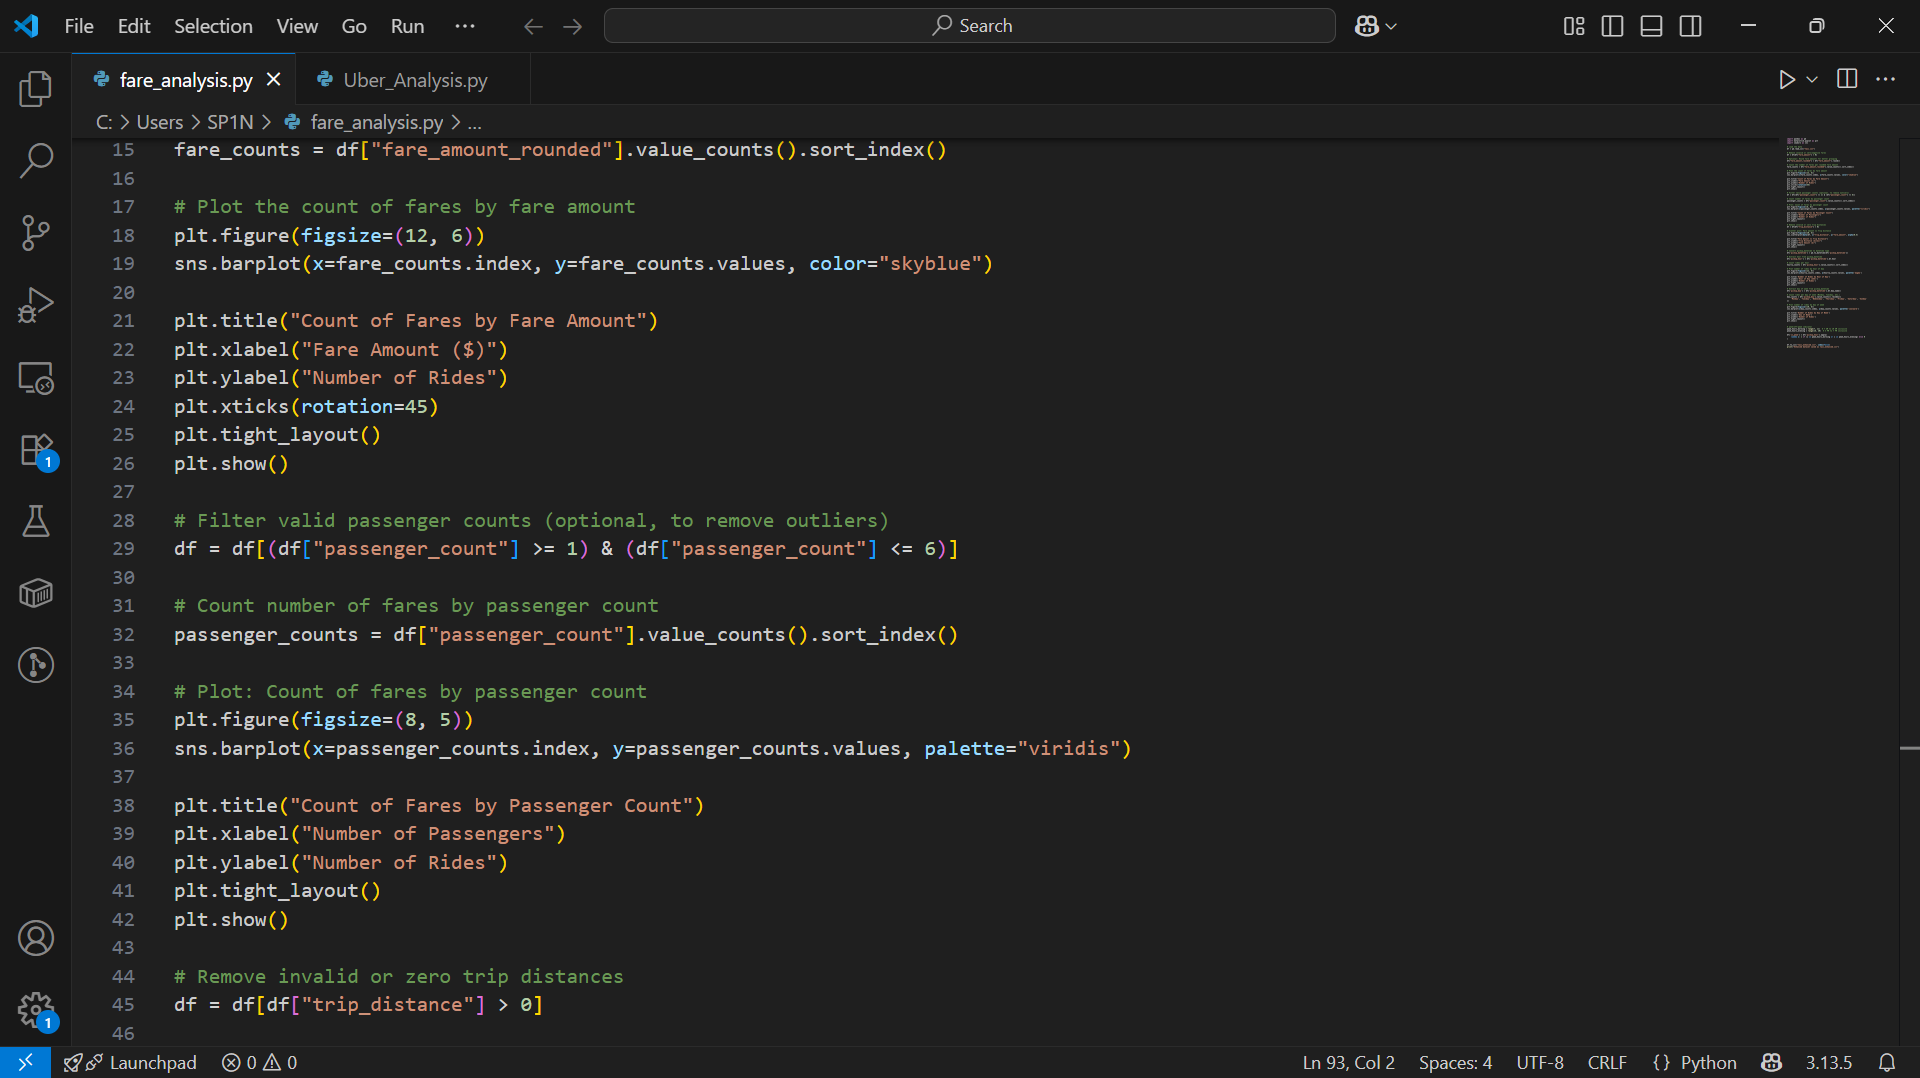 File Edit Selection View Go Run ··· Search
fare_analysis.py Uber_Analysis.py
C: > Users > SP1N > fare_analysis.py > ...
15 fare_counts = df["fare_amount_rounded"].value_counts().sort_index()
16
17 # Plot the count of fares by fare amount
18 plt.figure(figsize=(12, 6))
19 sns.barplot(x=fare_counts.index, y=fare_counts.values, color="skyblue")
20
21 plt.title("Count of Fares by Fare Amount")
22 plt.xlabel("Fare Amount ($)")
23 plt.ylabel("Number of Rides")
24 plt.xticks(rotation=45)
25 plt.tight_layout()
26 plt.show()
27
28 # Filter valid passenger counts (optional, to remove outliers)
29 df = df[(df["passenger_count"] >= 1) & (df["passenger_count"] <= 6)]
30
31 # Count number of fares by passenger count
32 passenger_counts = df["passenger_count"].value_counts().sort_index()
33
34 # Plot: Count of fares by passenger count
35 plt.figure(figsize=(8, 5))
36 sns.barplot(x=passenger_counts.index, y=passenger_counts.values, palette="viridis")
37
38 plt.title("Count of Fares by Passenger Count")
39 plt.xlabel("Number of Passengers")
40 plt.ylabel("Number of Rides")
41 plt.tight_layout()
42 plt.show()
43
44 # Remove invalid or zero trip distances
45 df = df[df["trip_distance"] > 0]
46
1
1
Launchpad 0 0 Ln 93, Col 2 Spaces: 4 UTF-8 CRLF {} Python 3.13.5